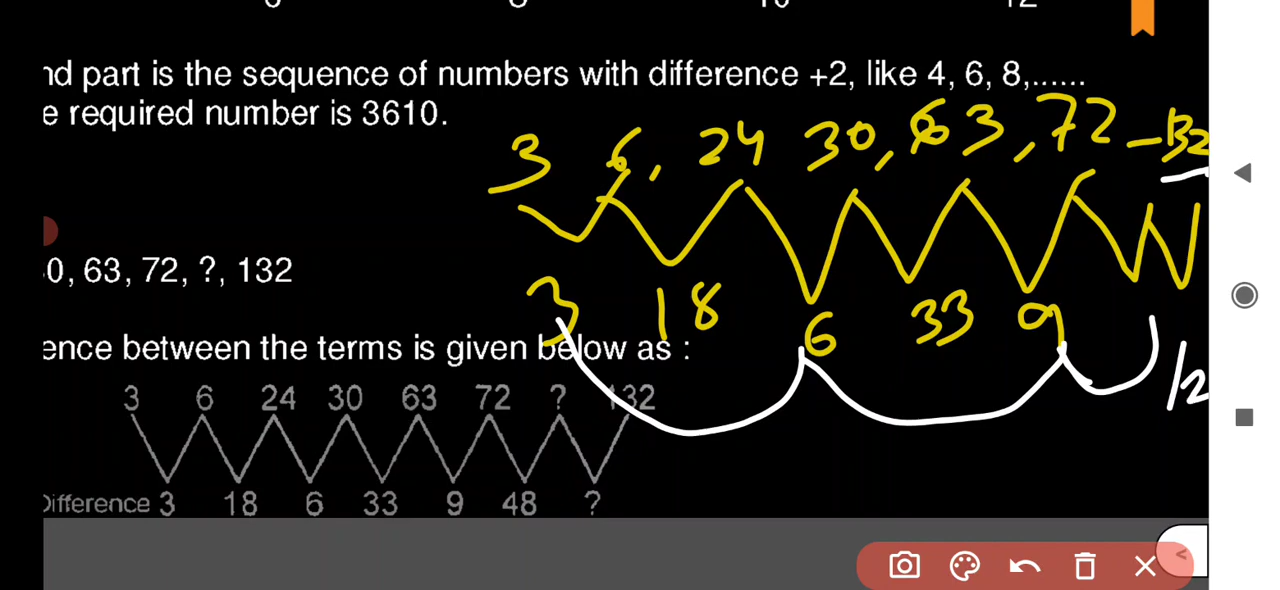 nd part is the sequence of numbers with difference +2, like 4, 6, 8,......
e required number is 3610.
3 6, 24 30, 63, 72 - 132
0, 63, 72, ?, 132
3 18 6 33 9 12
ence between the terms is given below as :
3 6 24 30 63 72 ? 132
Difference 3 18 6 33 9 48 ?